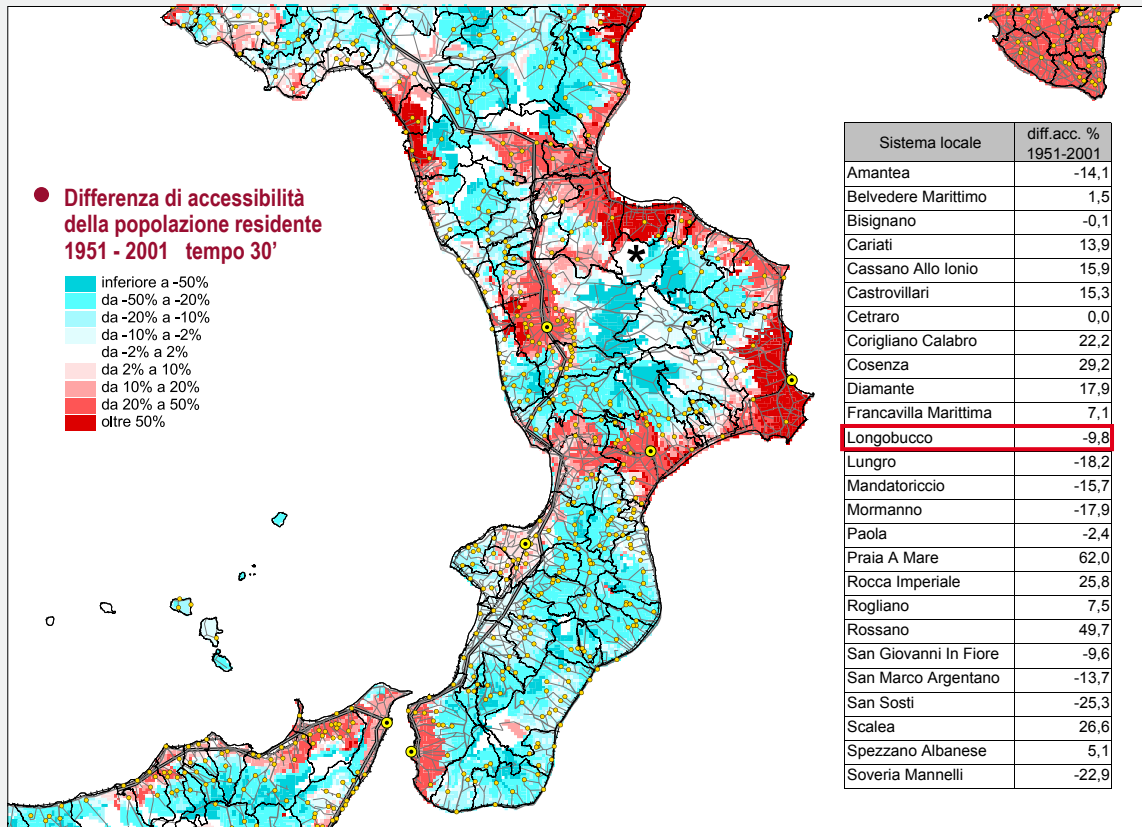 Differenza di accessibilità
della popolazione residente
1951 - 2001 tempo 30'
inferiore a -50%
da -50% a -20%
da -20% a -10%
da -10% a -2%
da -2% a 2%
da 2% a 10%
da 10% a 20%
da 20% a 50%
oltre 50%
*
Sistema locale diff.acc. % 1951-2001
Amantea -14,1
Belvedere Marittimo 1,5
Bisignano -0,1
Cariati 13,9
Cassano Allo Ionio 15,9
Castrovillari 15,3
Cetraro 0,0
Corigliano Calabro 22,2
Cosenza 29,2
Diamante 17,9
Francavilla Marittima 7,1
Longobucco -9,8
Lungro -18,2
Mandatoriccio -15,7
Mormanno -17,9
Paola -2,4
Praia A Mare 62,0
Rocca Imperiale 25,8
Rogliano 7,5
Rossano 49,7
San Giovanni In Fiore -9,6
San Marco Argentano -13,7
San Sosti -25,3
Scalea 26,6
Spezzano Albanese 5,1
Soveria Mannelli -22,9